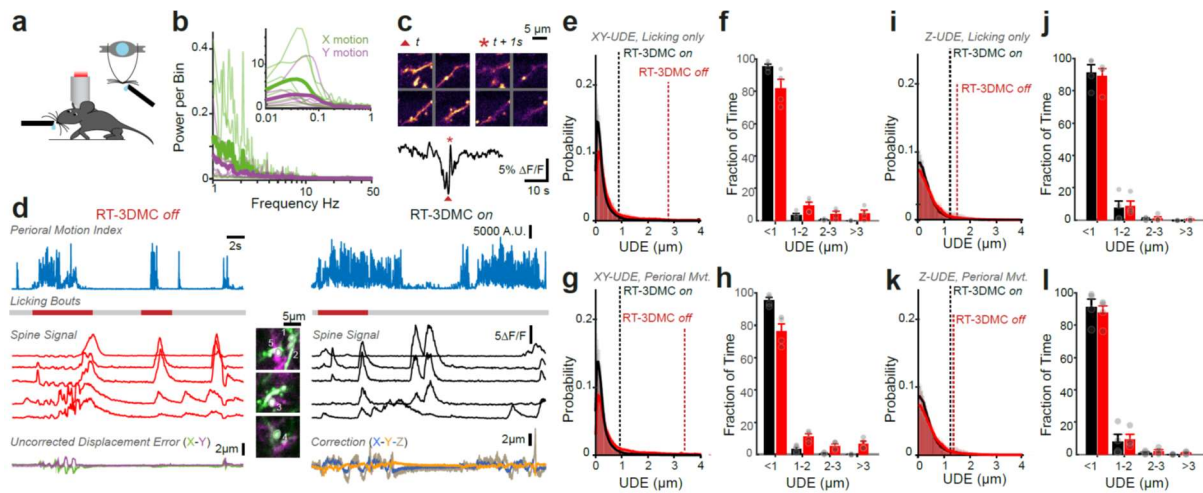 a
b
Power per Bin
0.4
0.2
0
1
10
50
Frequency Hz
X motion
Y motion
10
0
0.01
0.1
1
c
t
* t + 1s
5 µm
*
5% ΔF/F
10 s
d
RT-3DMC off
RT-3DMC on
Perioral Motion Index
2s
5000 A.U.
Licking Bouts
Spine Signal
5µm
Spine Signal
5ΔF/F
5
1
2
3
4
Uncorrected Displacement Error (X-Y)
2µm
Correction (X-Y-Z)
2µm
e
XY-UDE, Licking only
RT-3DMC on
RT-3DMC off
Probability
0.2
0.1
0
0 1 2 3 4
UDE (µm)
f
Fraction of Time
100
80
60
40
20
0
<1 1-2 2-3 >3
UDE (µm)
g
XY-UDE, Perioral Mvt.
RT-3DMC on
RT-3DMC off
Probability
0.2
0.1
0
0 1 2 3 4
UDE (µm)
h
Fraction of Time
100
80
60
40
20
0
<1 1-2 2-3 >3
UDE (µm)
i
Z-UDE, Licking only
RT-3DMC on
RT-3DMC off
Probability
0.2
0.1
0
0 1 2 3 4
UDE (µm)
j
Fraction of Time
100
80
60
40
20
0
<1 1-2 2-3 >3
UDE (µm)
k
Z-UDE, Perioral Mvt.
RT-3DMC on
RT-3DMC off
Probability
0.2
0.1
0
0 1 2 3 4
UDE (µm)
l
Fraction of Time
100
80
60
40
20
0
<1 1-2 2-3 >3
UDE (µm)